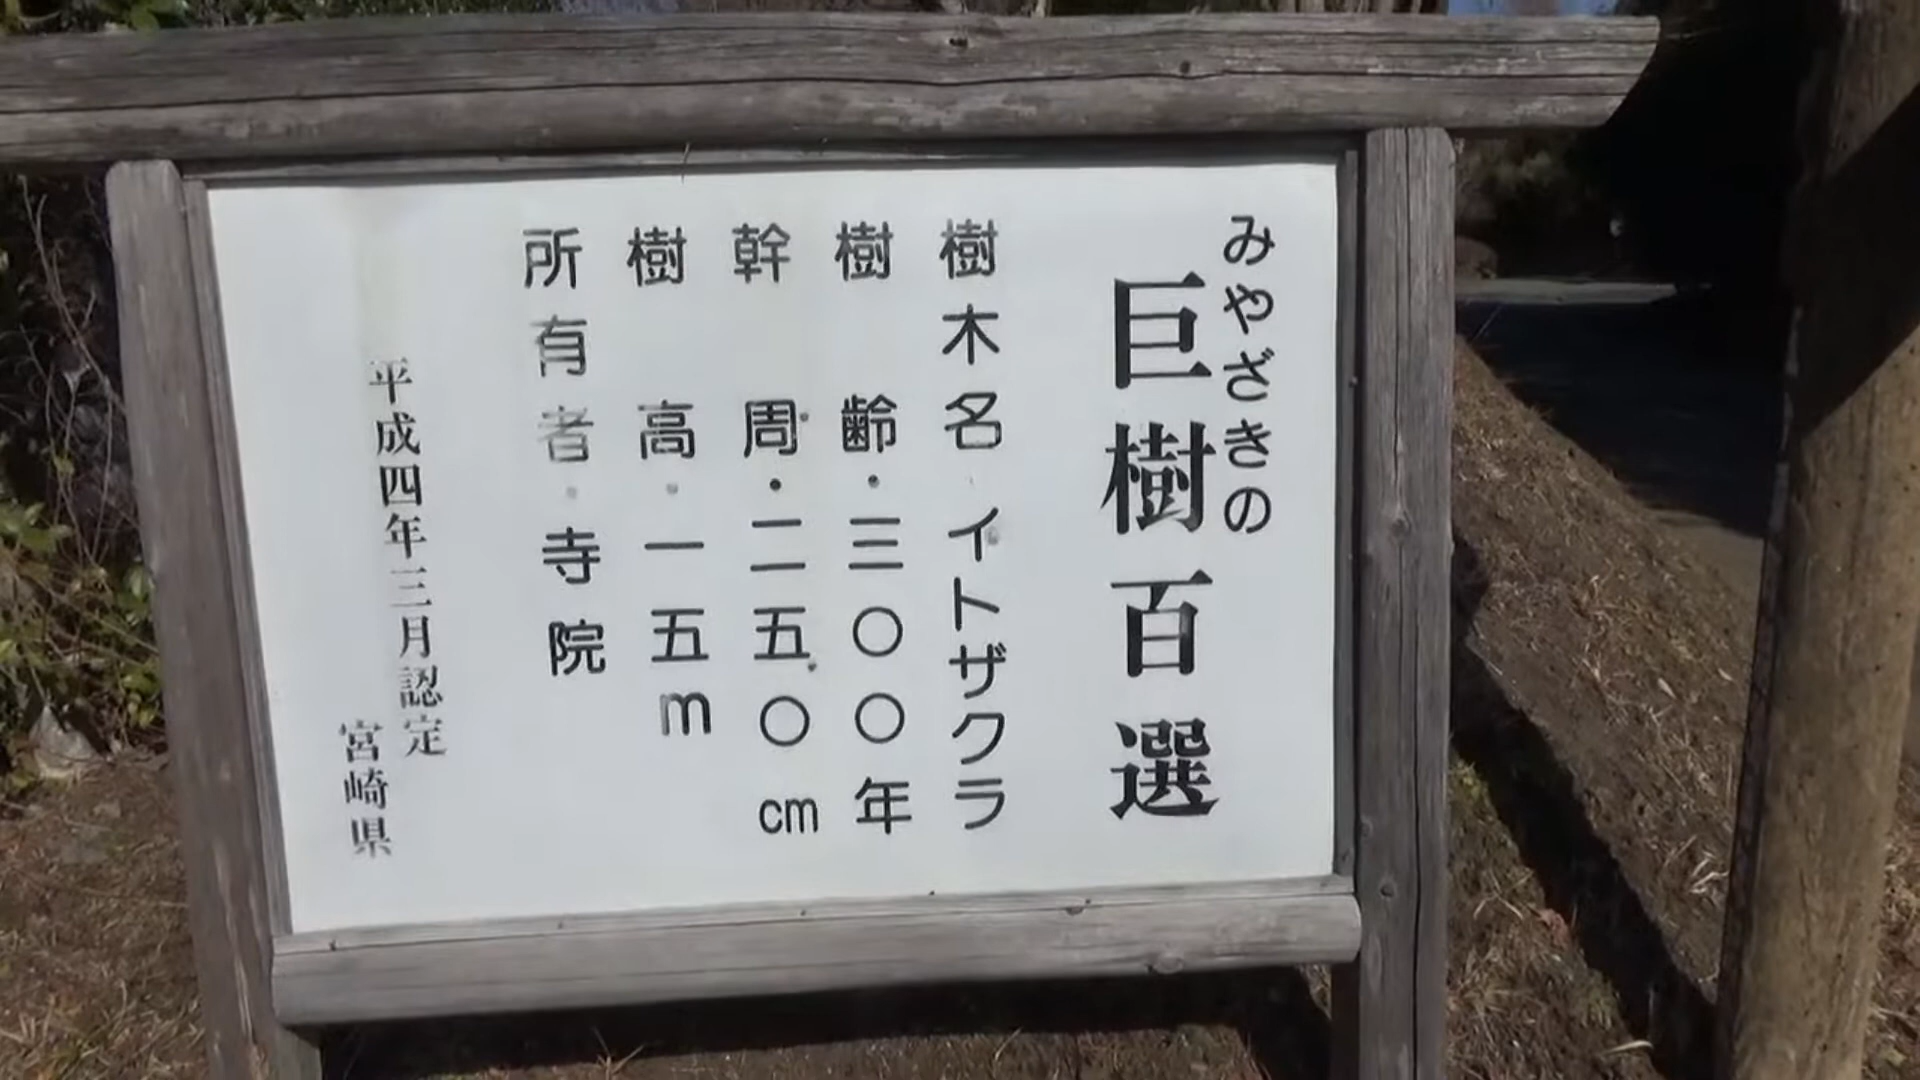 みやざきの
巨樹百選
樹木名 イトザクラ
樹 齢・三〇〇年
幹 周・二五〇cm
樹 高・一五m
所有者・寺院
平成四年三月認定
宮崎県